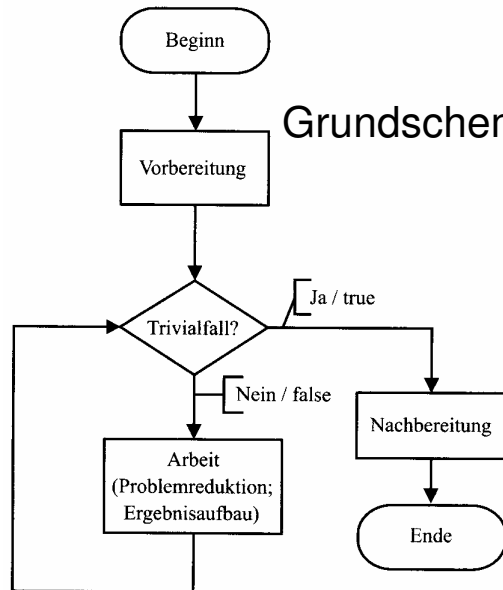 Beginn
Grundscher
Vorbereitung
Ja / true
Trivialfall?
Nein / false
Nachbereitung
Arbeit
(Problemreduktion;
Ergebnisaufbau)
Ende